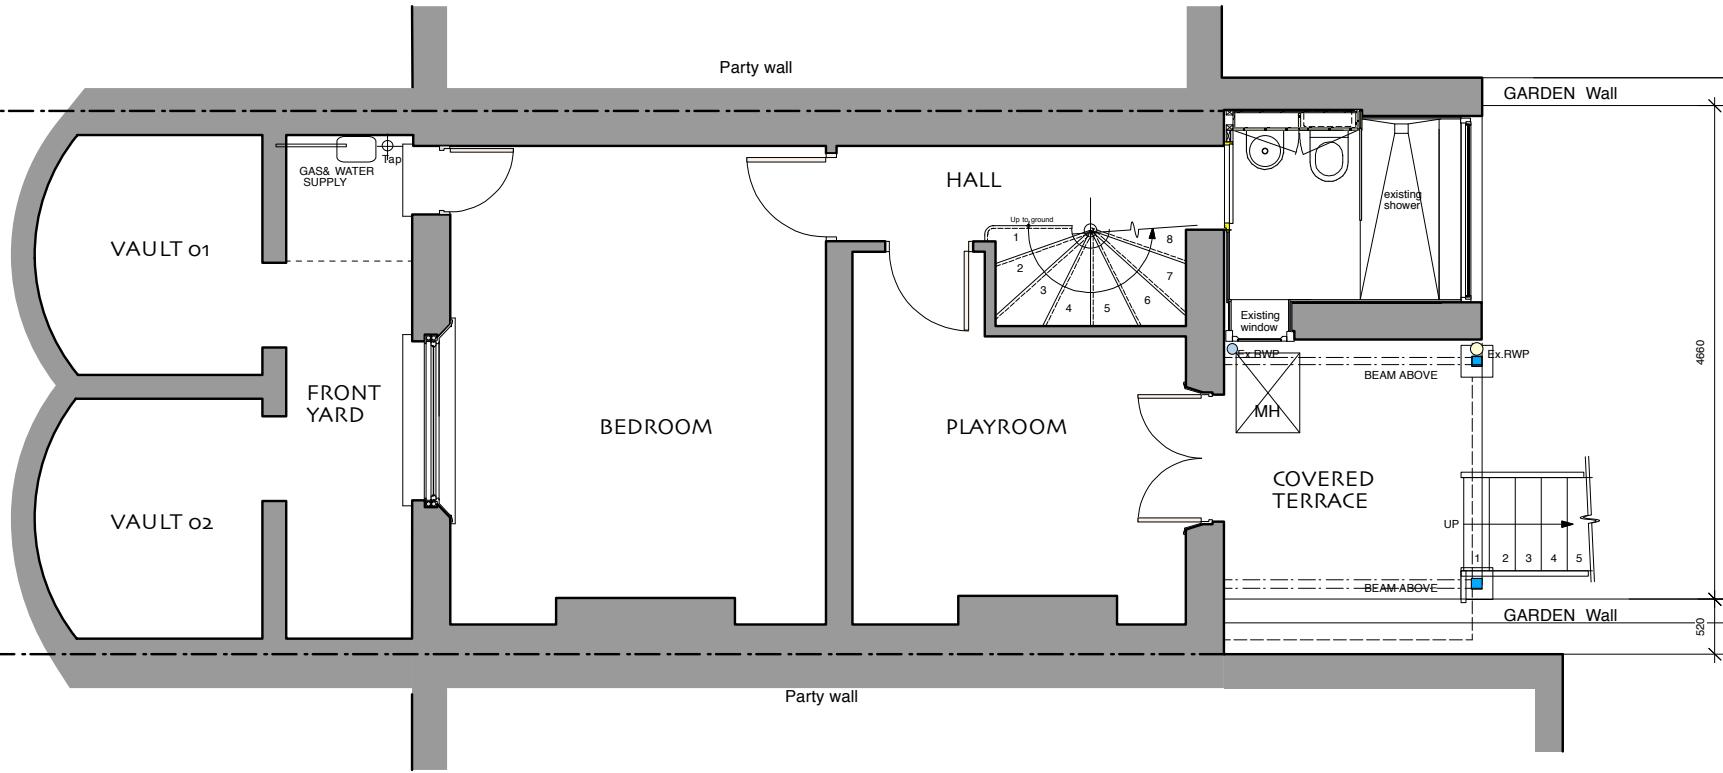 Party wall
GARDEN Wall
Tap
GAS& WATER
SUPPLY
HALL
existing
shower
VAULT 01
Up to ground
1
2
3
4
5
6
7
8
Existing
window
Ex.RWP
Ex.RWP
BEAM ABOVE
4660
FRONT
YARD
BEDROOM
PLAYROOM
MH
COVERED
TERRACE
VAULT 02
UP
1
2
3
4
5
BEAM ABOVE
GARDEN Wall
520
Party wall